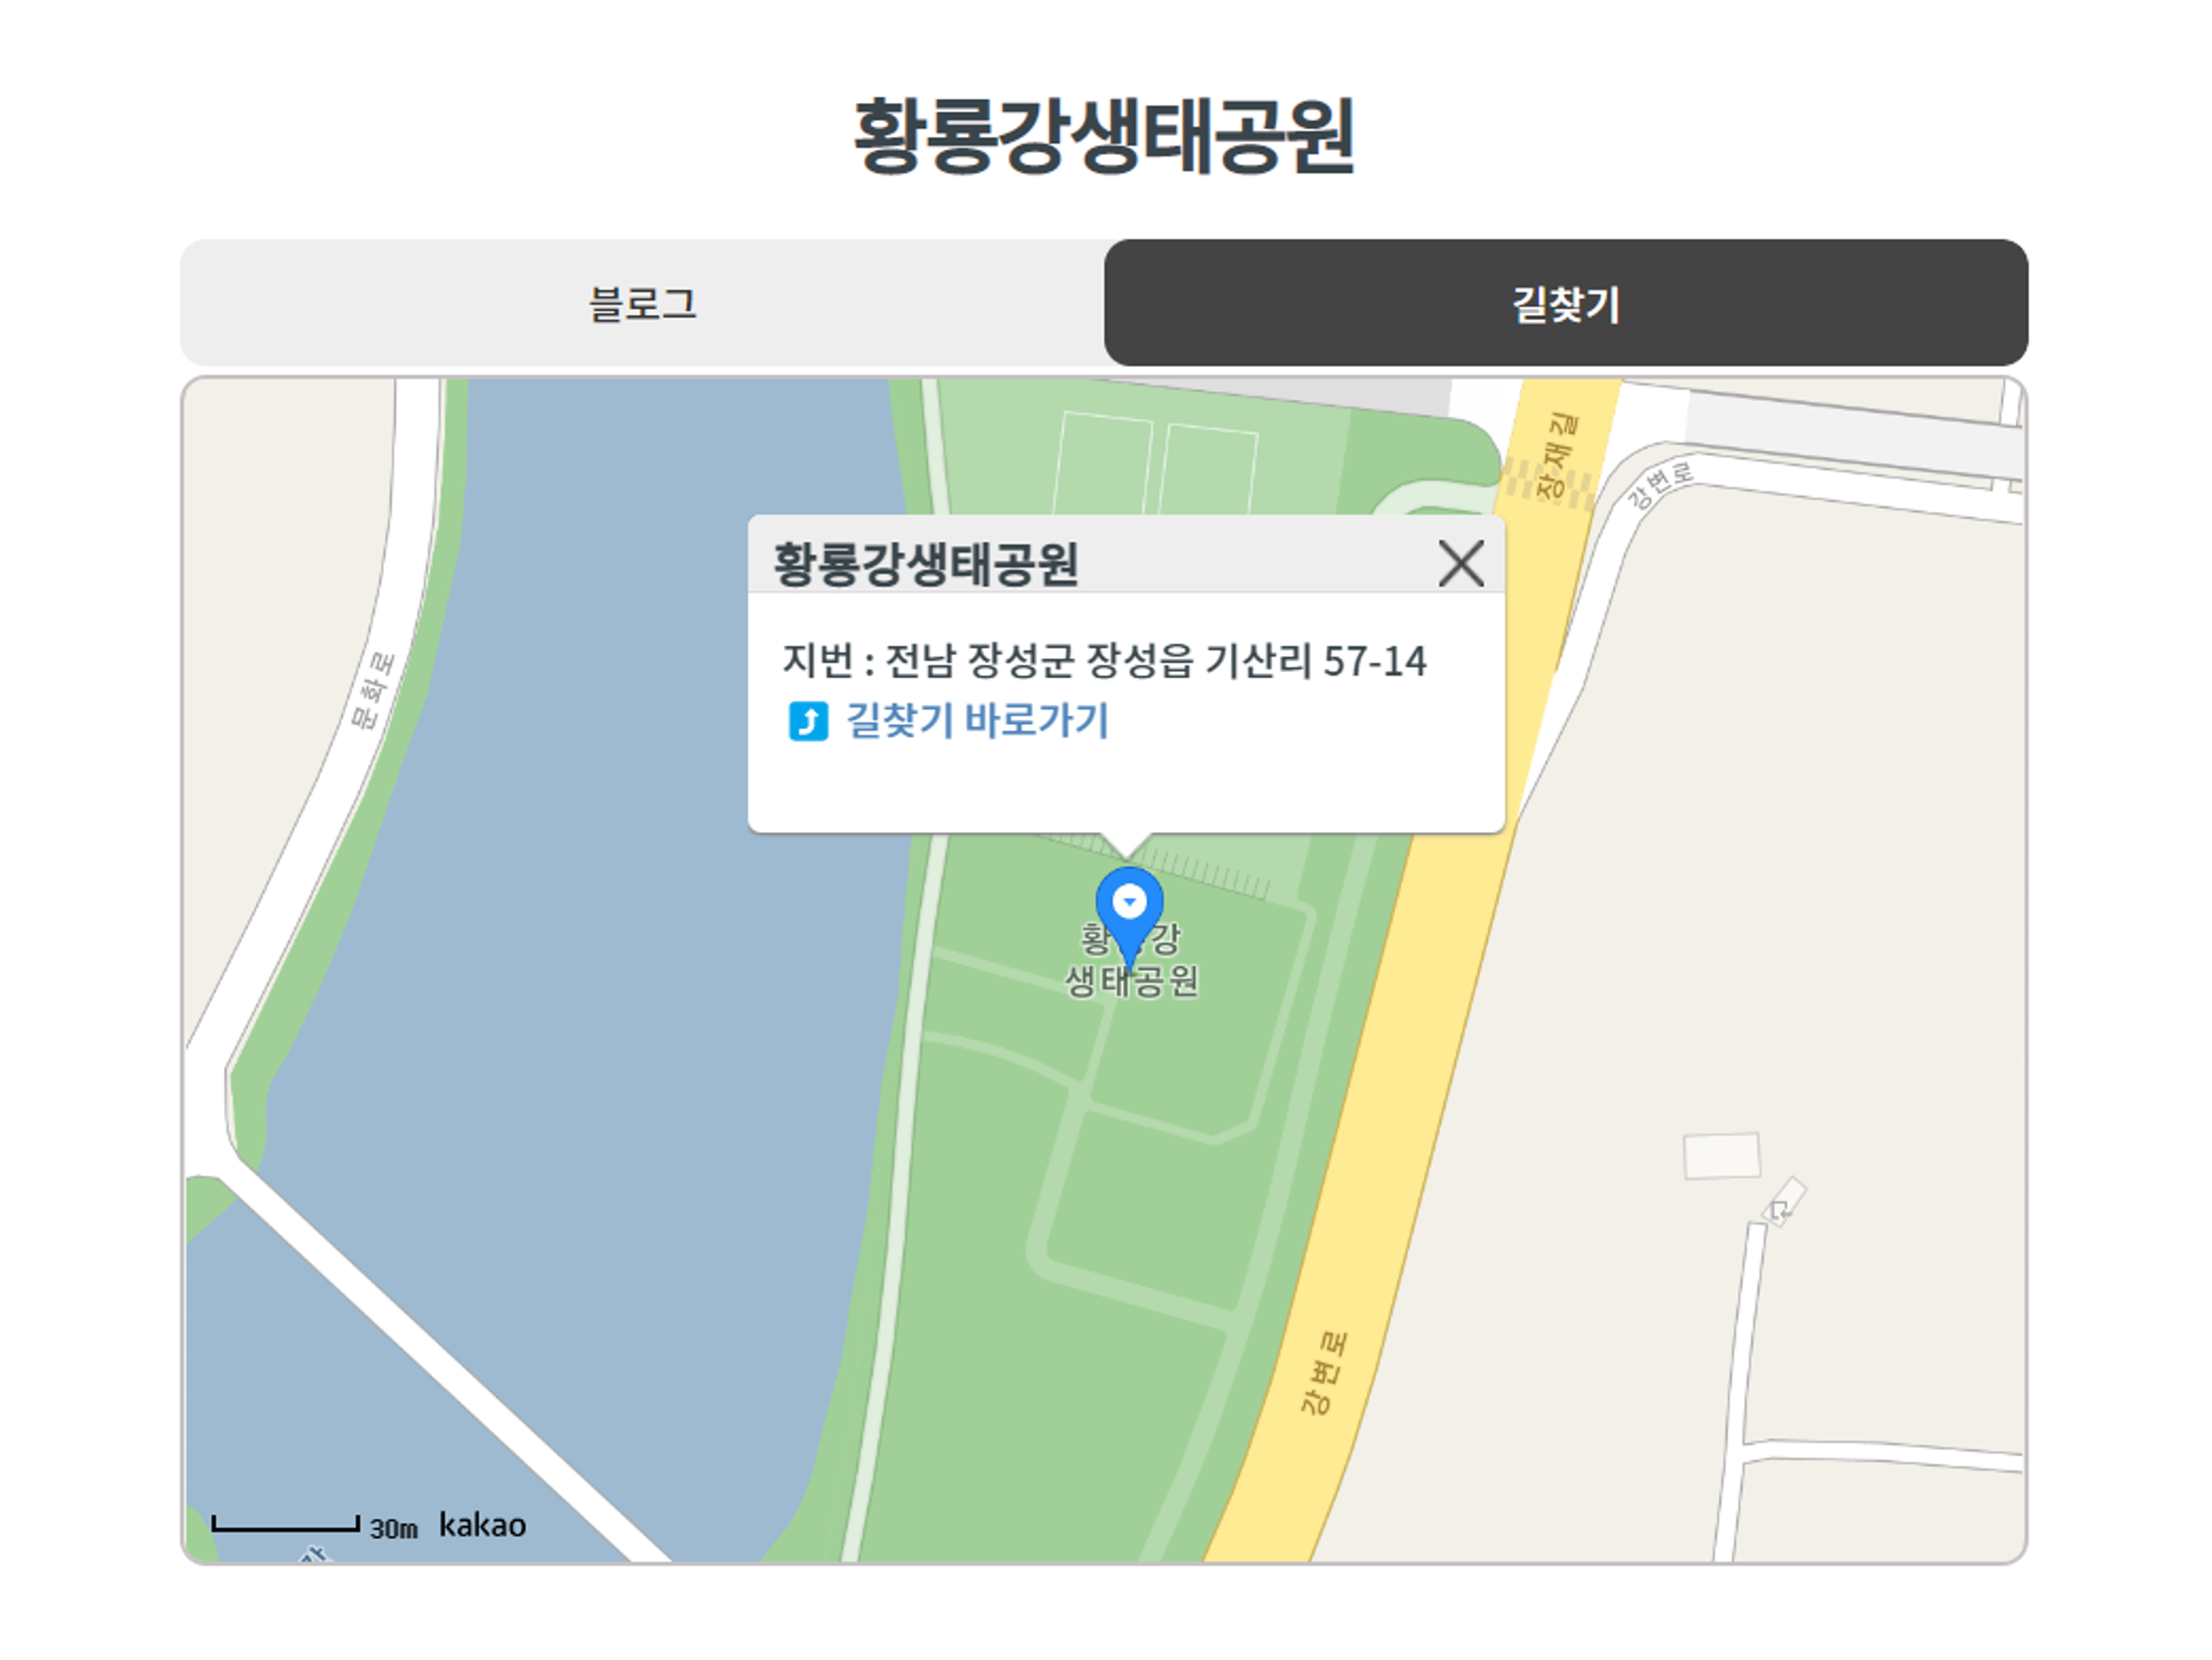 황룡강생태공원
블로그
길찾기
장재길
강변로
황룡강생태공원
지번 : 전남 장성군 장성읍 기산리 57-14
길찾기 바로가기
문화로
생태공원
강변로
30m kakao